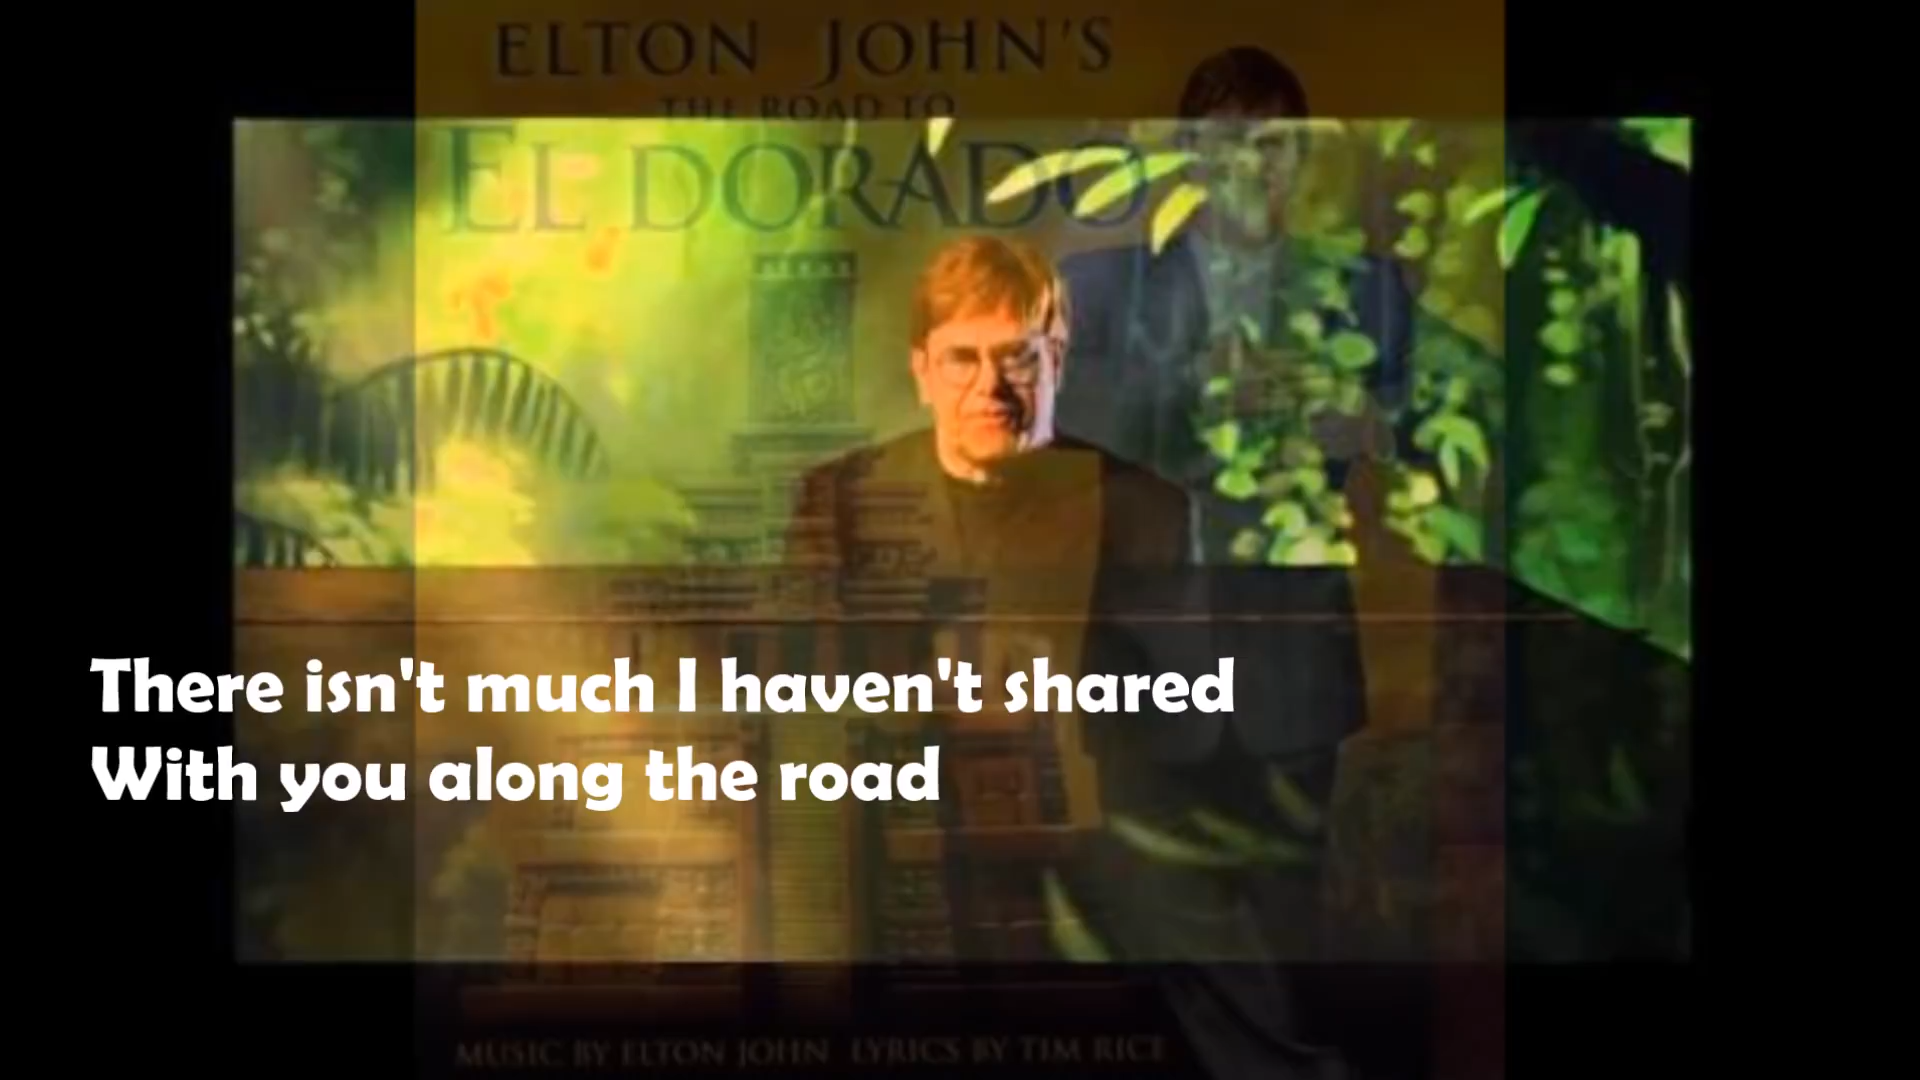 ELTON JOHN'S
THE ROAD TO
EL DORADO
There isn't much I haven't shared
With you along the road
MUSIC BY ELTON JOHN LYRICS BY TIM RICE